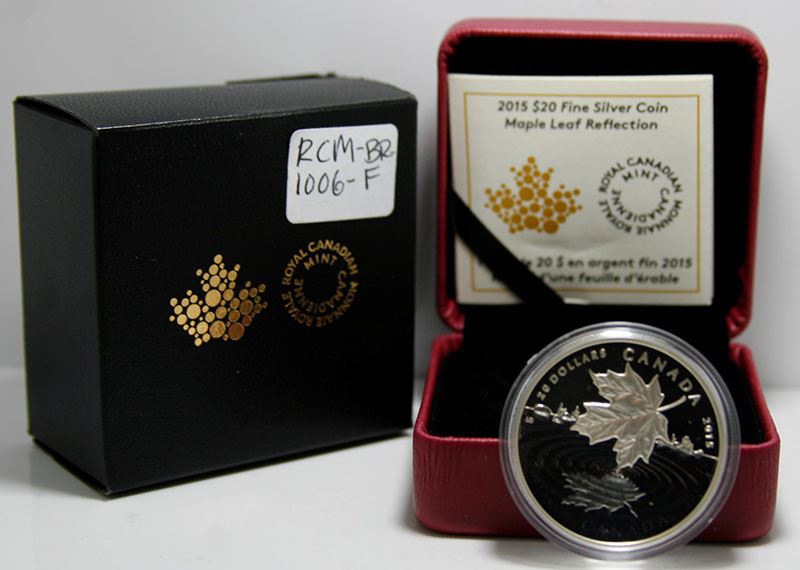 RCM-BR
1006-F
ROYAL CANADIAN MINT
MONNAIE ROYALE CANADIENNE
2015 $20 Fine Silver Coin
Maple Leaf Reflection
ROYAL CANADIAN MINT
MONNAIE ROYALE CANADIENNE
de 20 $ en argent fin 2015
d'une feuille d'érable
20 DOLLARS CANADA 2015
CANADA